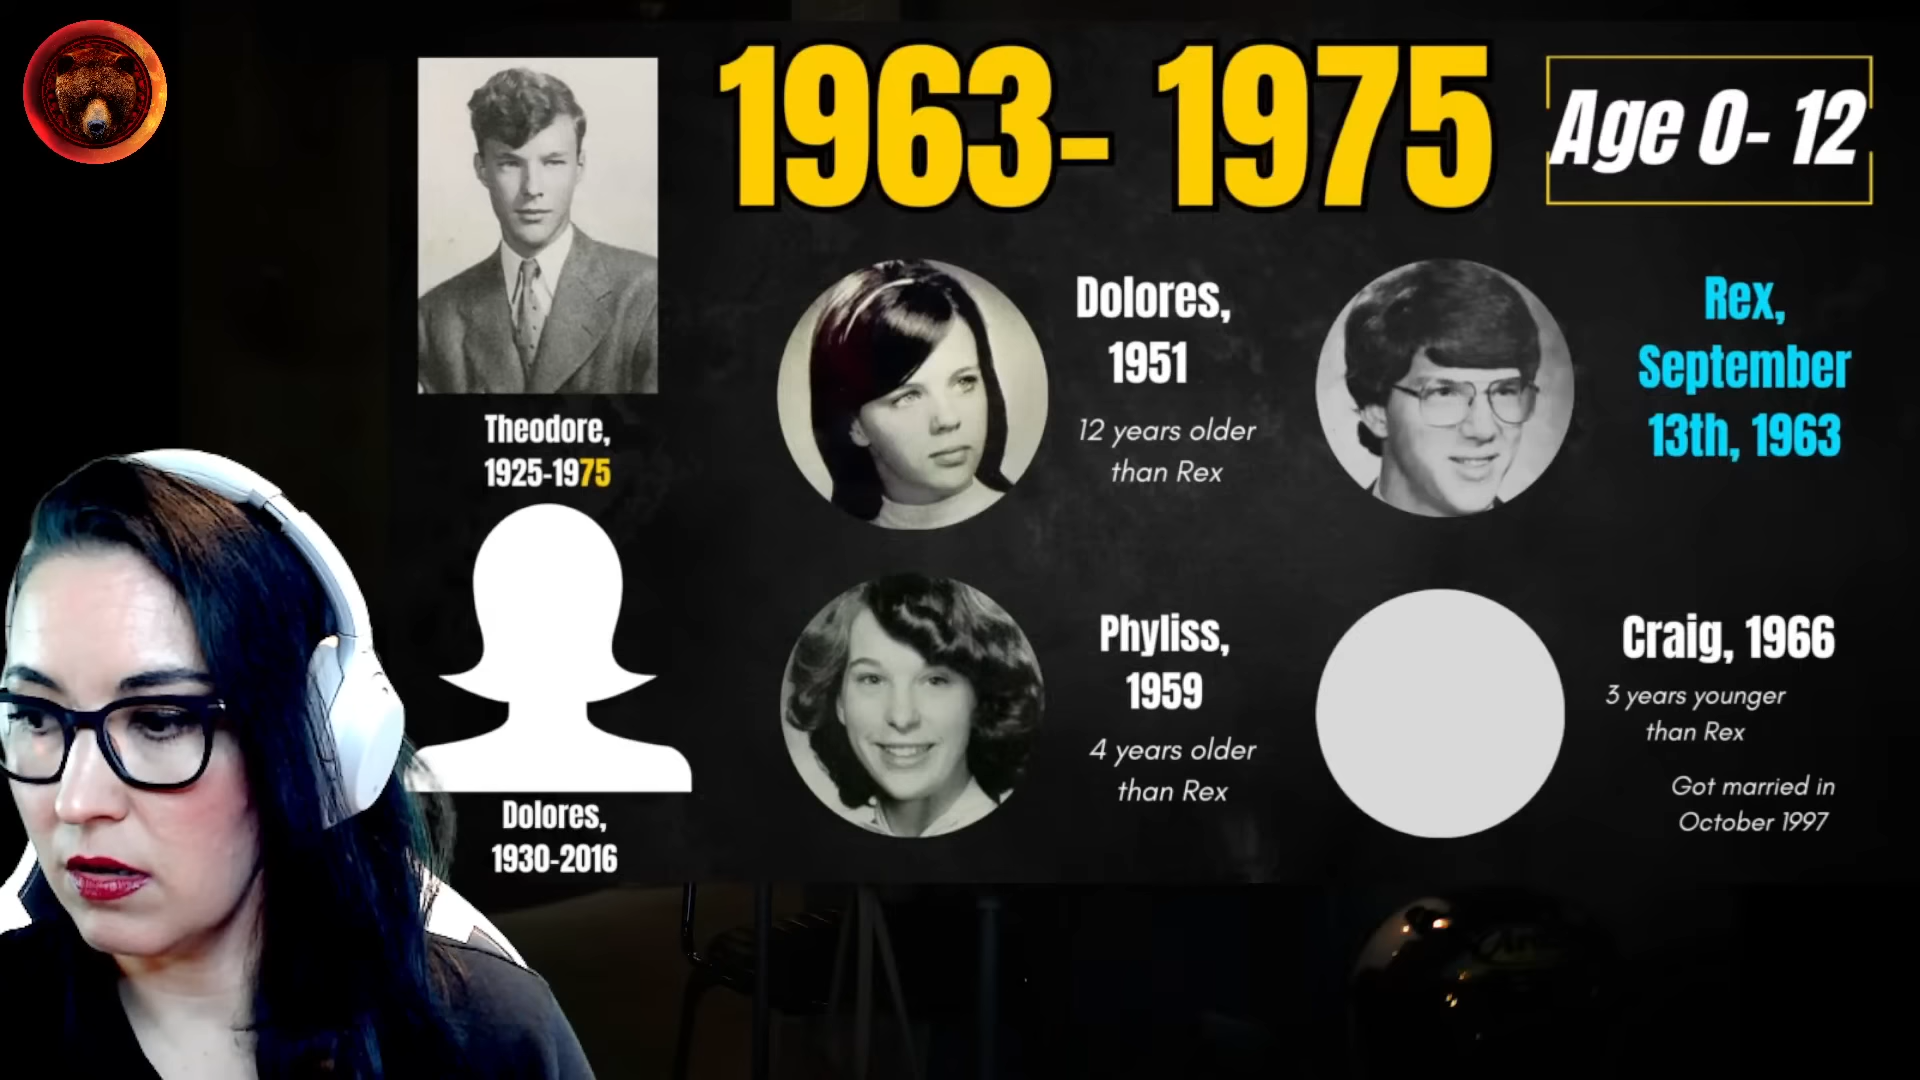 1963- 1975
Age 0- 12
Theodore,
1925-1975
Dolores,
1930-2016
Dolores,
1951
12 years older
than Rex
Rex,
September
13th, 1963
Phyliss,
1959
4 years older
than Rex
Craig, 1966
3 years younger
than Rex
Got married in
October 1997